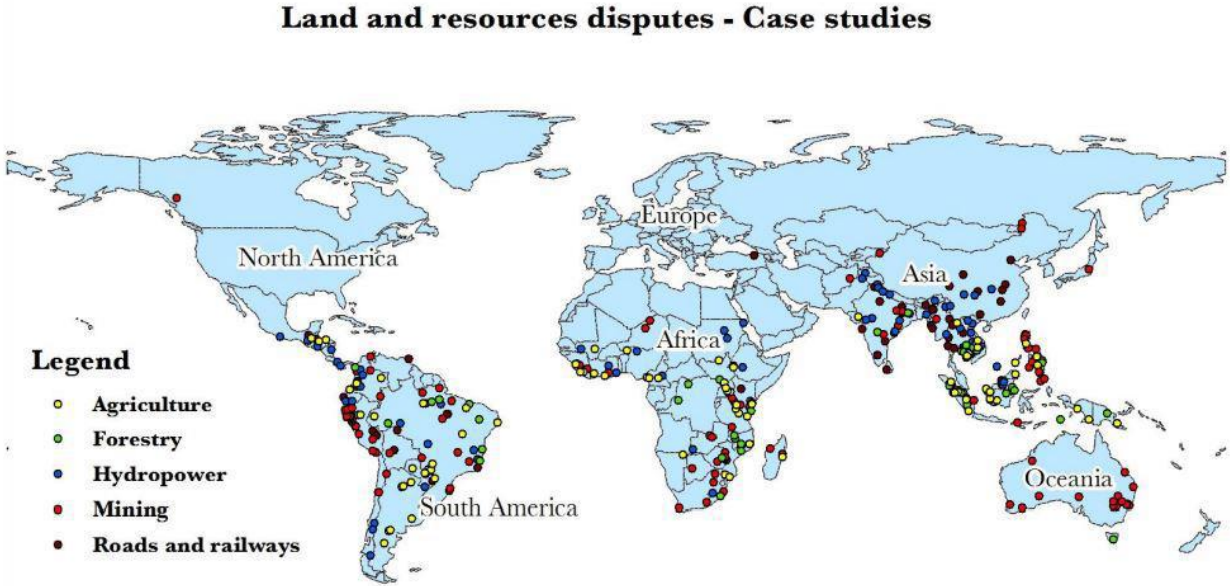 Land and resources disputes - Case studies
Europe
North America
Asia
Africa
Legend
Agriculture
Forestry
Hydropower
Oceania
Mining
South America
Roads and railways